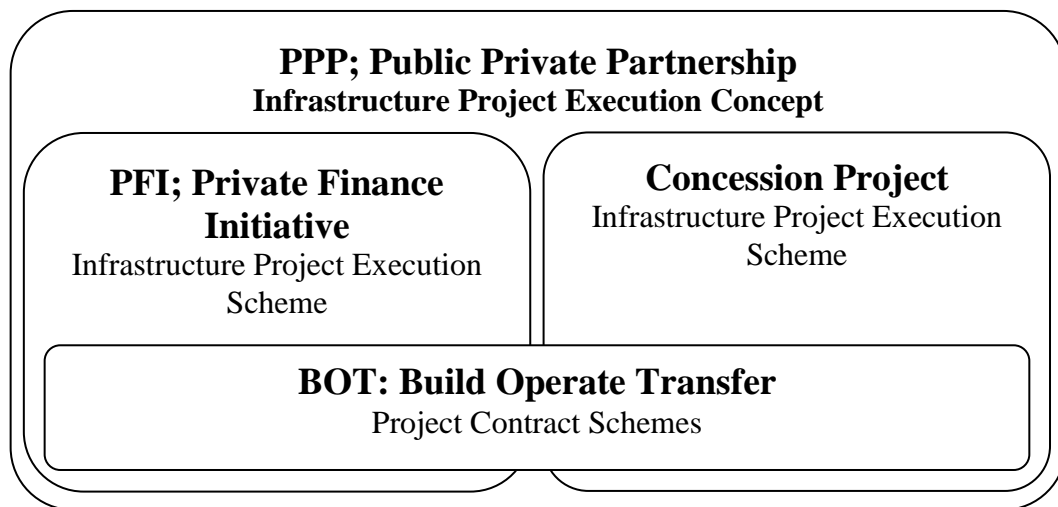 PPP; Public Private Partnership
Infrastructure Project Execution Concept
PFI; Private Finance
Initiative
Infrastructure Project Execution
Scheme
Concession Project
Infrastructure Project Execution
Scheme
BOT: Build Operate Transfer
Project Contract Schemes